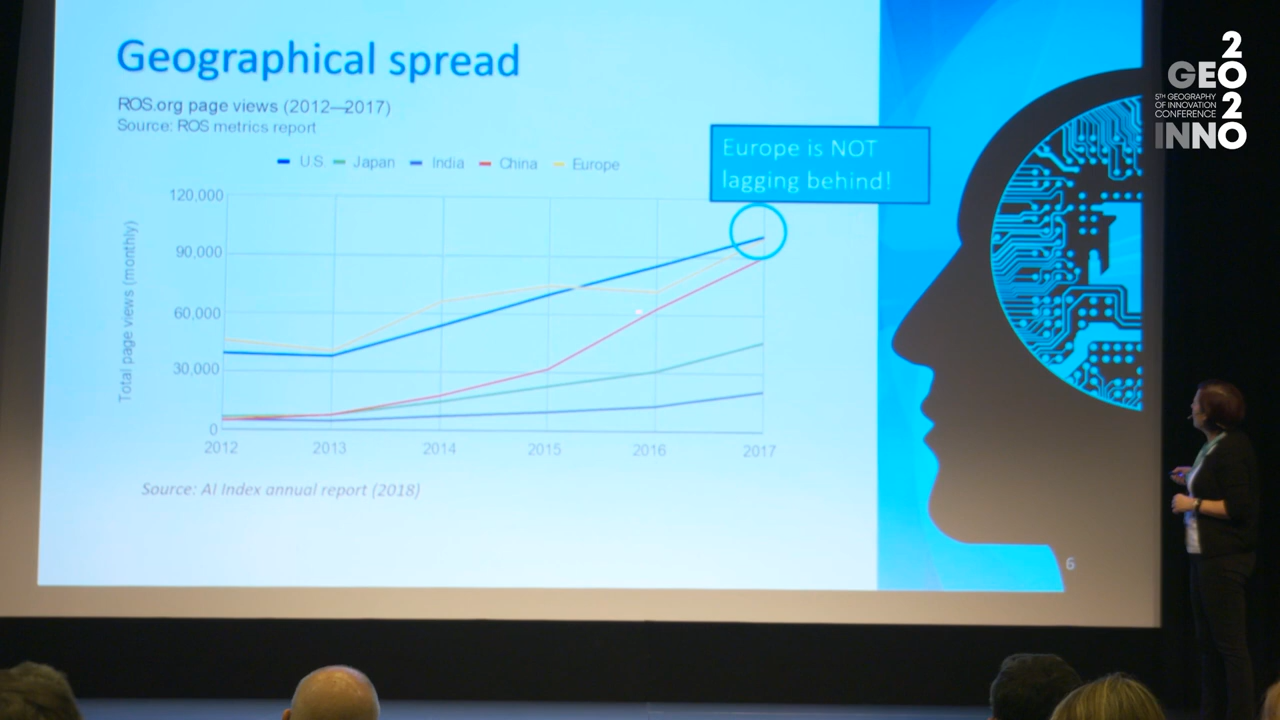 Geographical spread
ROS.org page views (2012—2017)
Source: ROS metrics report
U.S. Japan India China Europe
Europe is NOT
lagging behind!
Total page views (monthly)
120,000
90,000
60,000
30,000
0
2012 2013 2014 2015 2016 2017
Source: AI Index annual report (2018)
6
2
GEO
5TH GEOGRAPHY
OF INNOVATION
CONFERENCE
2
INNO